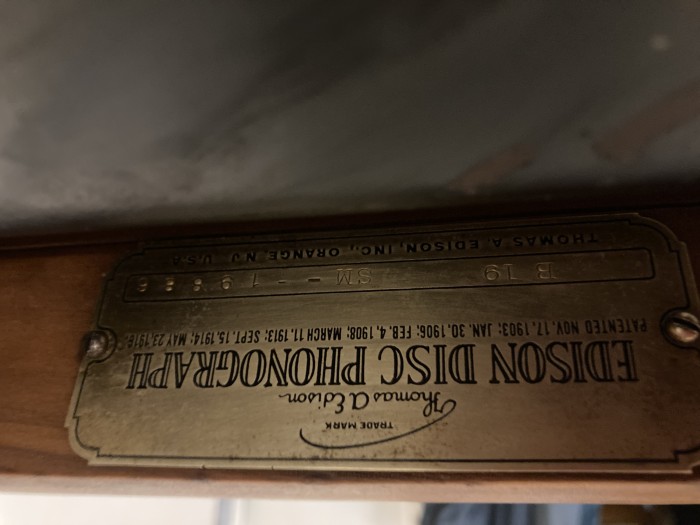 TRADE MARK
Thomas A Edison
EDISON DISC PHONOGRAPH
PATENTED NOV. 17. 1903; JAN. 30. 1906; FEB. 4. 1908; MARCH 11. 1913; SEPT. 15. 1914; MAY 23. 1916.
B 19 SM
THOMAS A. EDISON, INC., ORANGE, N.J. U.S.A.